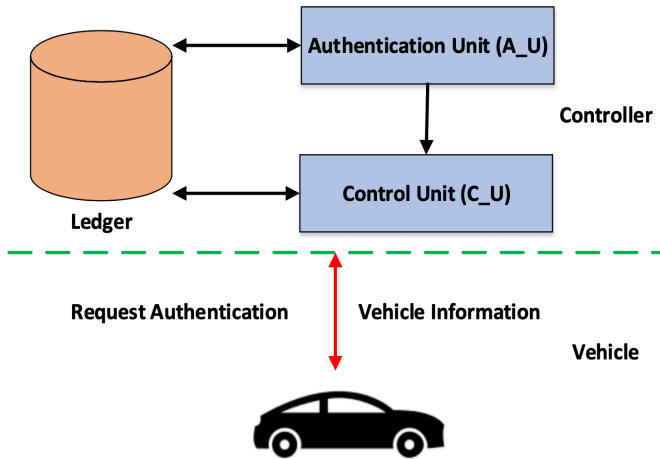 Authentication Unit (A_U)
Controller
Control Unit (C_U)
Ledger
Request Authentication
Vehicle Information
Vehicle